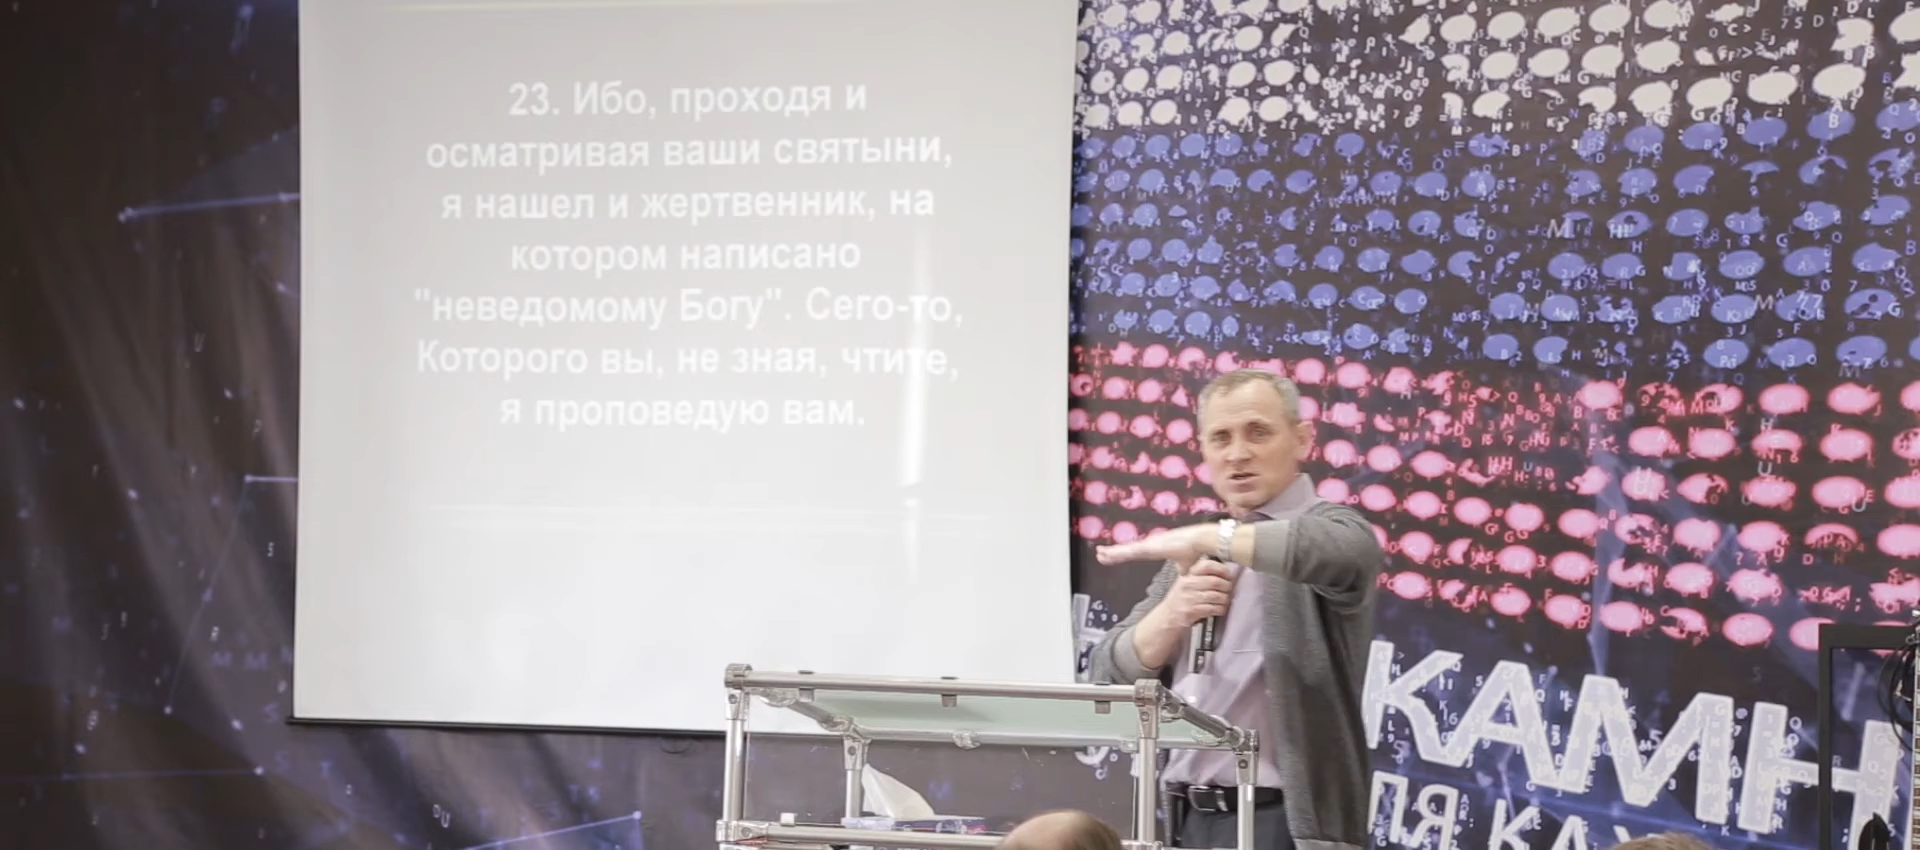 23. Ибо, проходя и
осматривая ваши святыни,
я нашел и жертвенник, на
котором написано
"неведомому Богу". Сего-то,
Которого вы, не зная, чтите,
я проповедую вам.